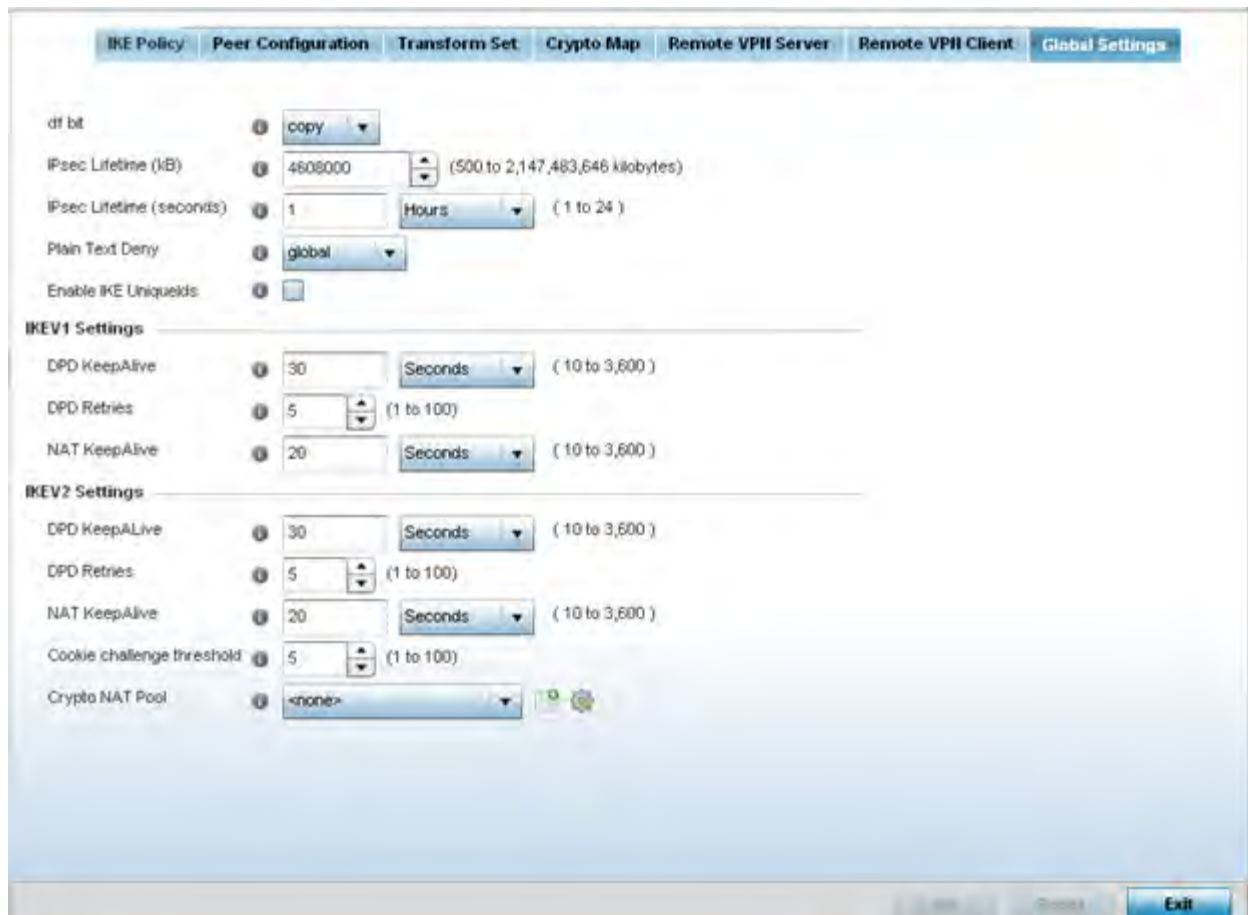 IKE Policy Peer Configuration Transform Set Crypto Map Remote VPN Server Remote VPN Client Global Settings
df bit copy
IPsec Lifetime (kB) 4608000 (500 to 2,147,483,646 kilobytes)
IPsec Lifetime (seconds) 1 Hours ( 1 to 24 )
Plain Text Deny global
Enable IKE Uniqueids
IKEV1 Settings
DPD KeepAlive 30 Seconds ( 10 to 3,600 )
DPD Retries 5 (1 to 100)
NAT KeepAlive 20 Seconds ( 10 to 3,600 )
IKEV2 Settings
DPD KeepALive 30 Seconds ( 10 to 3,600 )
DPD Retries 5 (1 to 100)
NAT KeepAlive 20 Seconds ( 10 to 3,600 )
Cookie challenge threshold 5 (1 to 100)
Crypto NAT Pool <none>
Exit